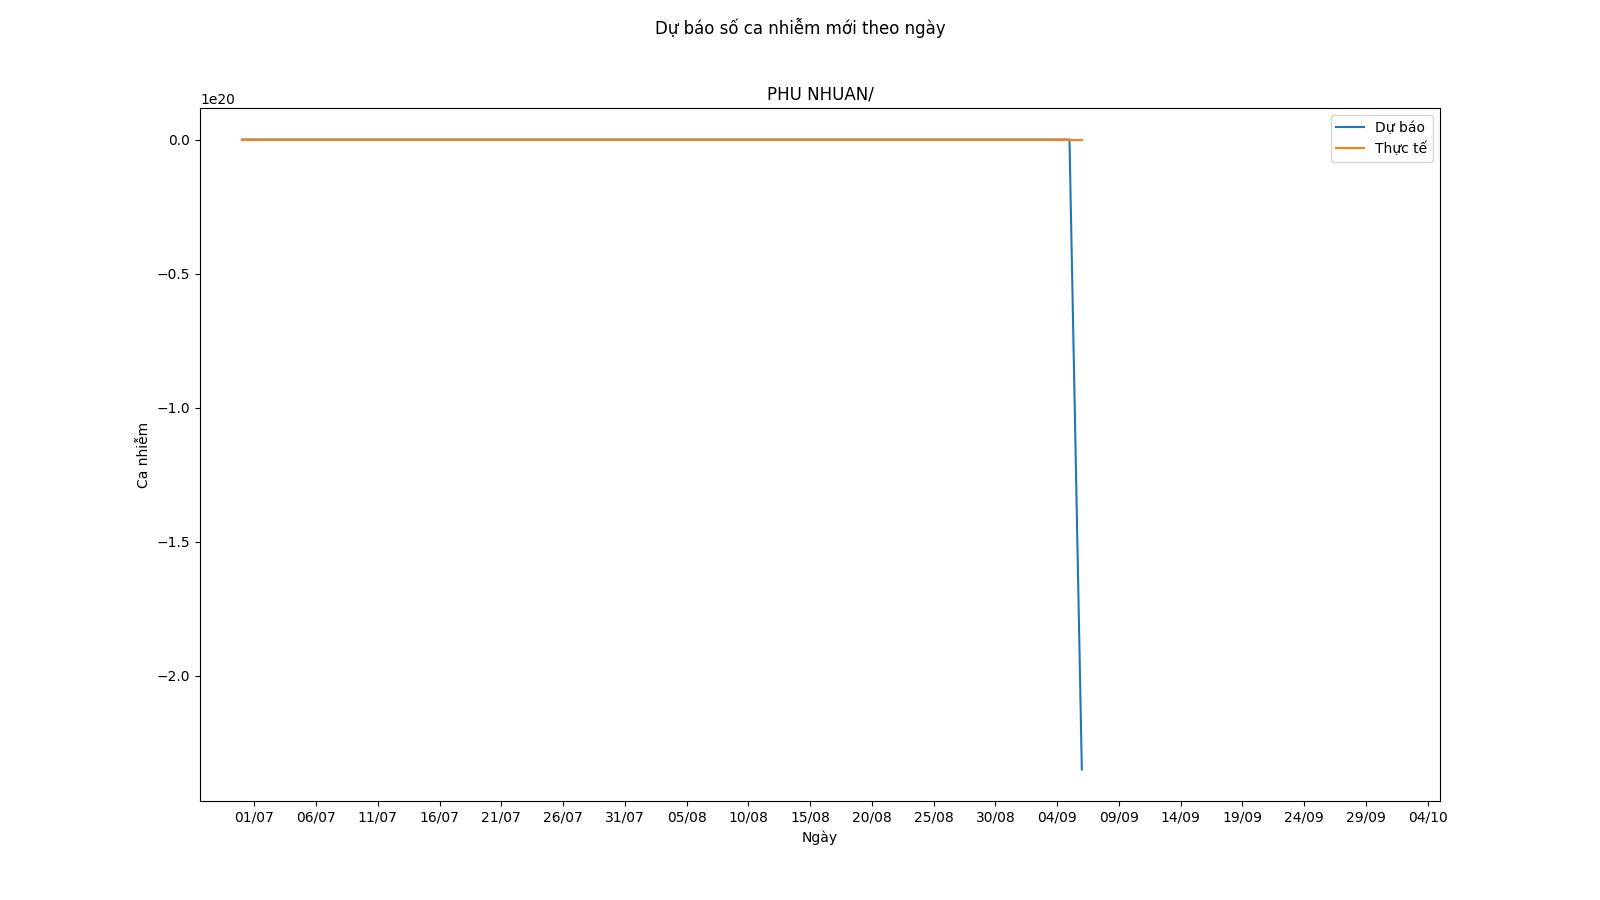 Dự báo số ca nhiễm mới theo ngày
PHU NHUAN/
1e20
Dự báo
Thực tế
0.0
−0.5
−1.0
−1.5
−2.0
Ca nhiễm
01/07 06/07 11/07 16/07 21/07 26/07 31/07 05/08 10/08 15/08 20/08 25/08 30/08 04/09 09/09 14/09 19/09 24/09 29/09 04/10
Ngày